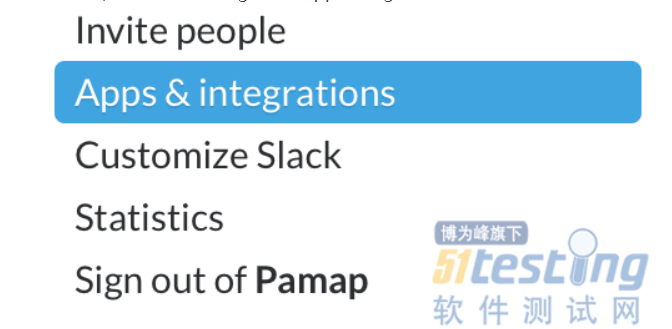 Invite people
Apps & integrations
Customize Slack
Statistics
Sign out of Pamap
博为峰旗下
51testing
软件测试网